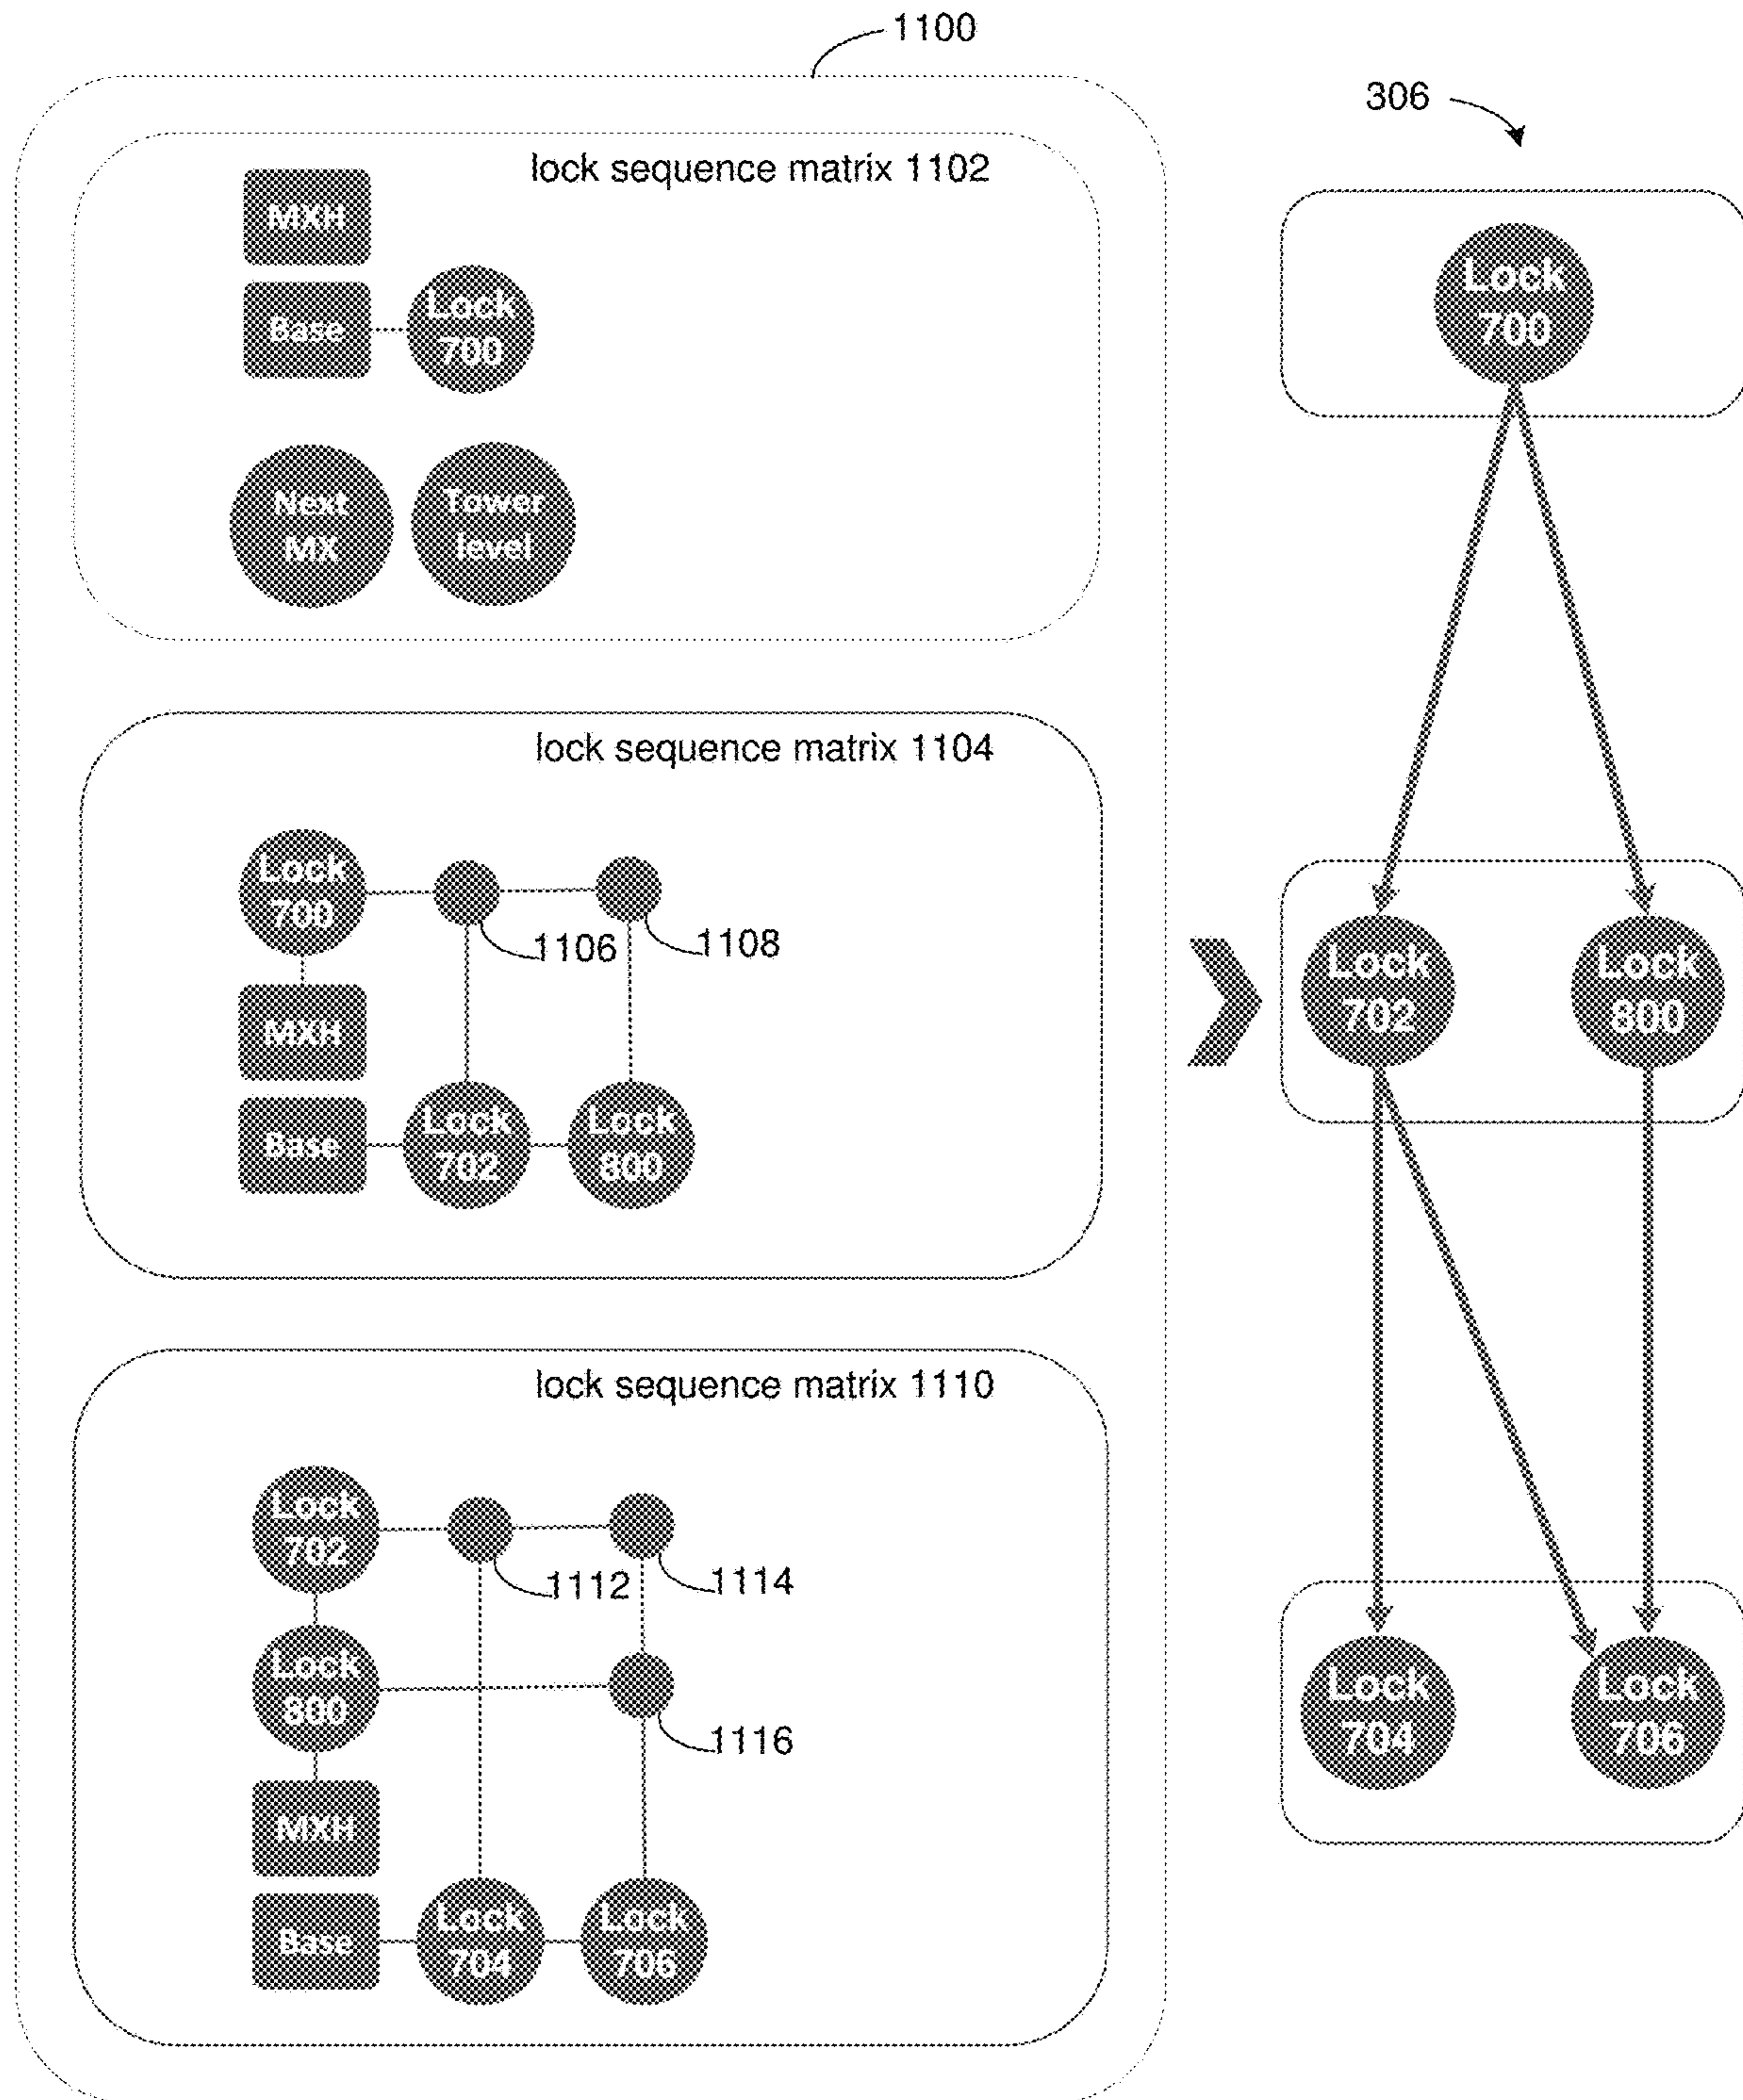 1100
306
lock sequence matrix 1102
MXH
Base
Lock
700
Next
MX
Tower
level
lock sequence matrix 1104
Lock
700
1106
1108
MXH
Base
Lock
702
Lock
800
lock sequence matrix 1110
Lock
702
1112
1114
Lock
800
1116
MXH
Base
Lock
704
Lock
706
Lock
700
Lock
702
Lock
800
Lock
704
Lock
706